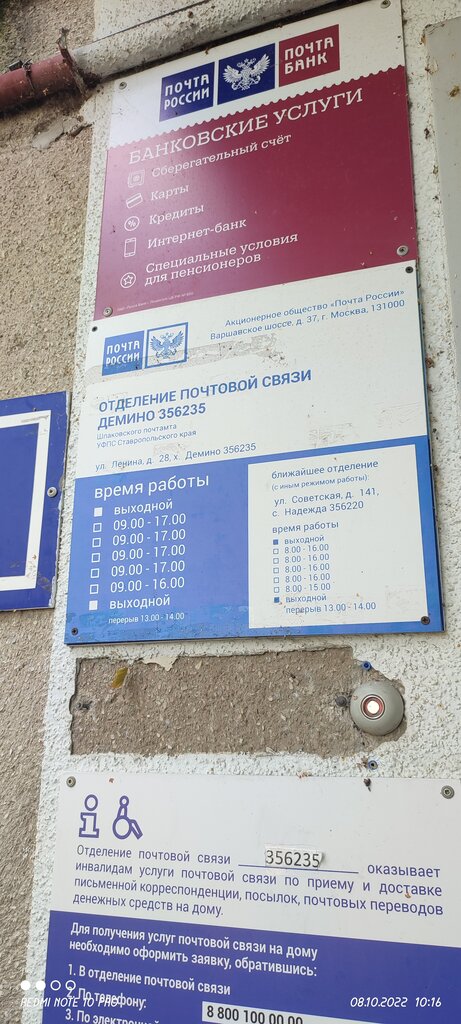 ПОЧТА
РОССИИ
ПОЧТА
БАНК
БАНКОВСКИЕ УСЛУГИ
Сберегательный счёт
Карты
Кредиты
Интернет-банк
Специальные условия
для пенсионеров
ПОЧТА
РОССИИ
Акционерное общество «Почта России»
Варшавское шоссе, д. 37, г. Москва, 131000
ОТДЕЛЕНИЕ ПОЧТОВОЙ СВЯЗИ
ДЕМИНО 356235
Шпаковского почтамта
УФПС Ставропольского края
ул. Ленина, д. 28, х. Демино 356235
время работы
выходной
09.00 - 17.00
09.00 - 17.00
09.00 - 17.00
09.00 - 17.00
09.00 - 16.00
выходной
перерыв 13.00 - 14.00
ближайшее отделение
(с иным режимом работы):
ул. Советская, д. 141,
с. Надежда 356220
время работы
выходной
8.00 - 16.00
8.00 - 16.00
8.00 - 16.00
8.00 - 16.00
8.00 - 15.00
выходной
перерыв 13.00 - 14.00
Отделение почтовой связи 356235 оказывает
инвалидам услуги почтовой связи по приему и доставке
письменной корреспонденции, посылок, почтовых переводов
денежных средств на дому.
Для получения услуг почтовой связи на дому
необходимо оформить заявку, обратившись:
1. В отделение почтовой связи
2. По телефону: 8 800 100 00 00
3. По электронной
REDMI NOTE 10 PRO
08.10.2022 10:16